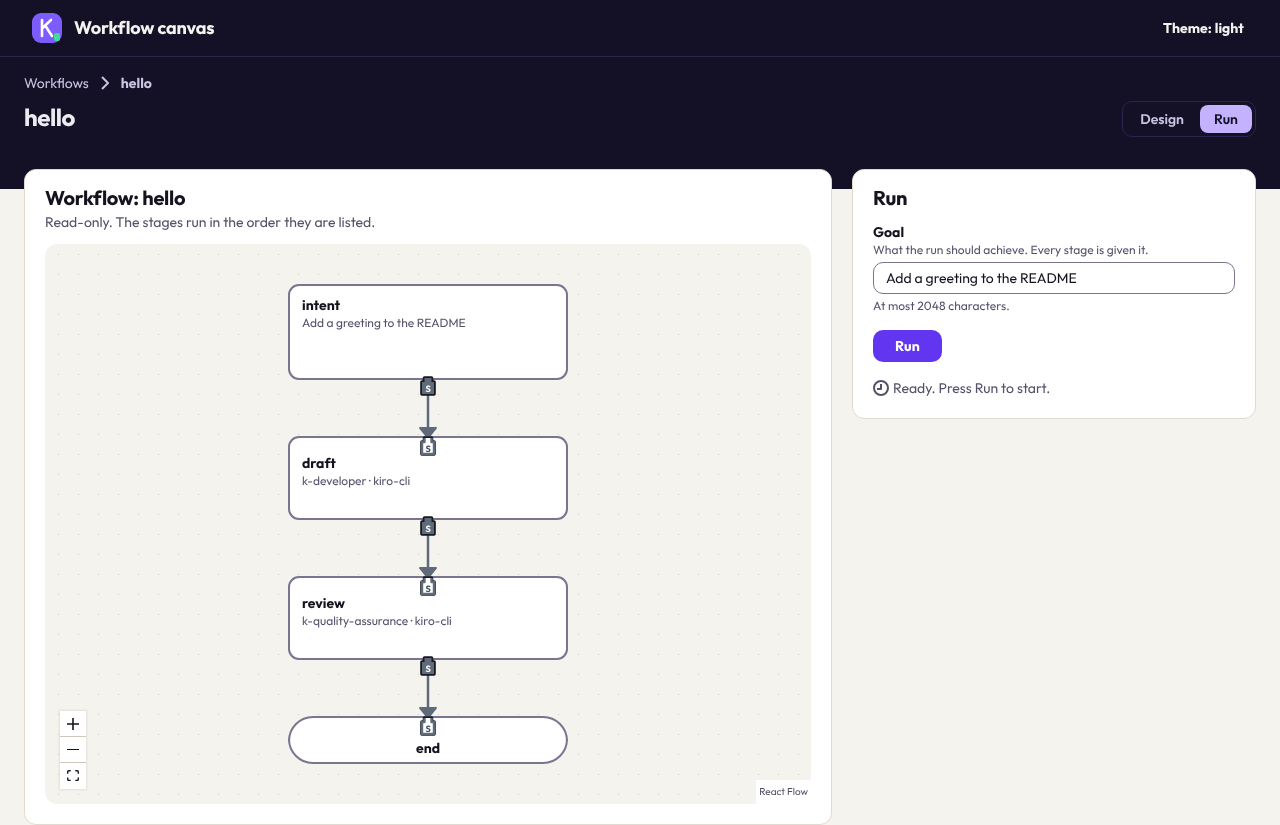 K
Workflow canvas
Theme: light
Workflows
hello
hello
Design
Run
Workflow: hello
Read-only. The stages run in the order they are listed.
intent
Add a greeting to the README
S
S
draft
k-developer · kiro-cli
S
S
review
k-quality-assurance · kiro-cli
S
S
end
React Flow
Run
Goal
What the run should achieve. Every stage is given it.
Add a greeting to the README
At most 2048 characters.
Run
Ready. Press Run to start.